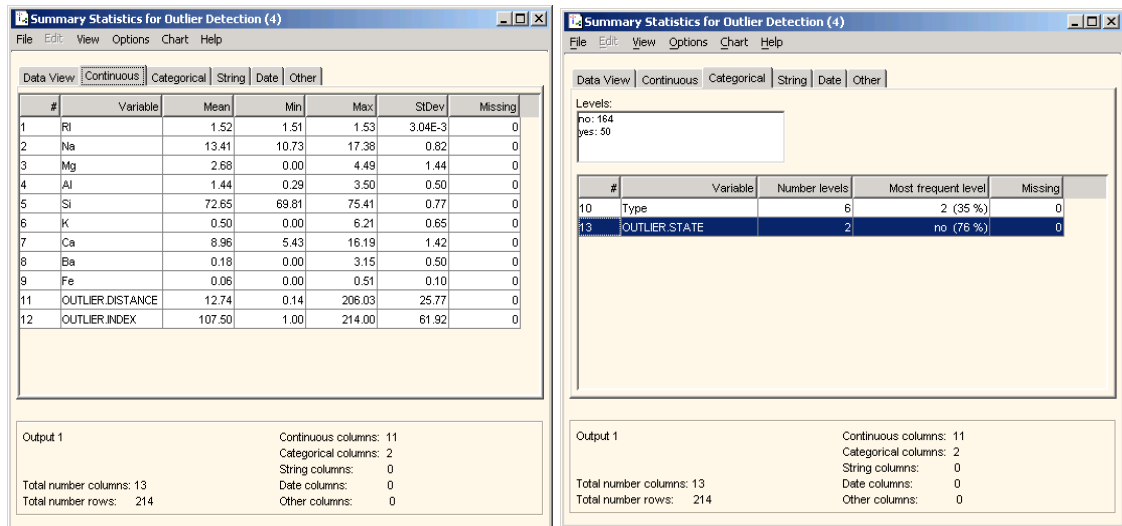 Summary Statistics for Outlier Detection (4)
File Edit View Options Chart Help
Data View Continuous Categorical String Date Other
# Variable Mean Min Max StDev Missing
1 RI 1.52 1.51 1.53 3.04E-3 0
2 Na 13.41 10.73 17.38 0.82 0
3 Mg 2.68 0.00 4.49 1.44 0
4 Al 1.44 0.29 3.50 0.50 0
5 Si 72.65 69.81 75.41 0.77 0
6 K 0.50 0.00 6.21 0.65 0
7 Ca 8.96 5.43 16.19 1.42 0
8 Ba 0.18 0.00 3.15 0.50 0
9 Fe 0.06 0.00 0.51 0.10 0
11 OUTLIER.DISTANCE 12.74 0.14 206.03 25.77 0
12 OUTLIER.INDEX 107.50 1.00 214.00 61.92 0
Output 1 Continuous columns: 11
Categorical columns: 2
String columns: 0
Total number columns: 13 Date columns: 0
Total number rows: 214 Other columns: 0
Summary Statistics for Outlier Detection (4)
File Edit View Options Chart Help
Data View Continuous Categorical String Date Other
Levels:
no: 164
yes: 50
# Variable Number levels Most frequent level Missing
10 Type 6 2 (35 %) 0
13 OUTLIER.STATE 2 no (76 %) 0
Output 1 Continuous columns: 11
Categorical columns: 2
String columns: 0
Total number columns: 13 Date columns: 0
Total number rows: 214 Other columns: 0